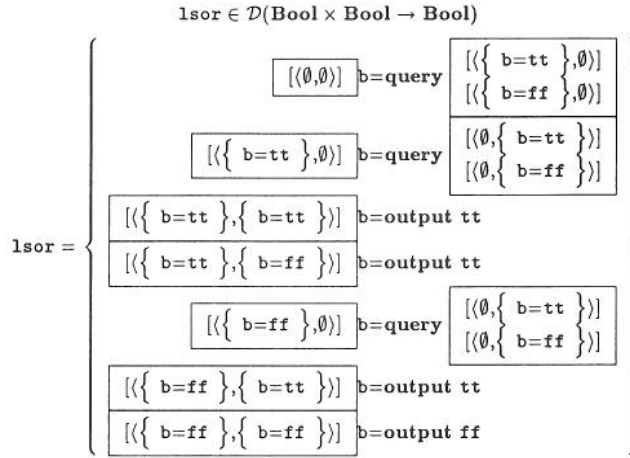 lsor ∈ 𝒟(Bool × Bool → Bool)
[⟨{ b=tt },∅⟩]
[⟨∅,∅⟩] b=query
[⟨{ b=ff },∅⟩]
[⟨∅,{ b=tt }⟩]
[⟨{ b=tt },∅⟩] b=query
[⟨∅,{ b=ff }⟩]
[⟨{ b=tt },{ b=tt }⟩] b=output tt
lsor =
[⟨{ b=tt },{ b=ff }⟩] b=output tt
[⟨∅,{ b=tt }⟩]
[⟨{ b=ff },∅⟩] b=query
[⟨∅,{ b=ff }⟩]
[⟨{ b=ff },{ b=tt }⟩] b=output tt
[⟨{ b=ff },{ b=ff }⟩] b=output ff